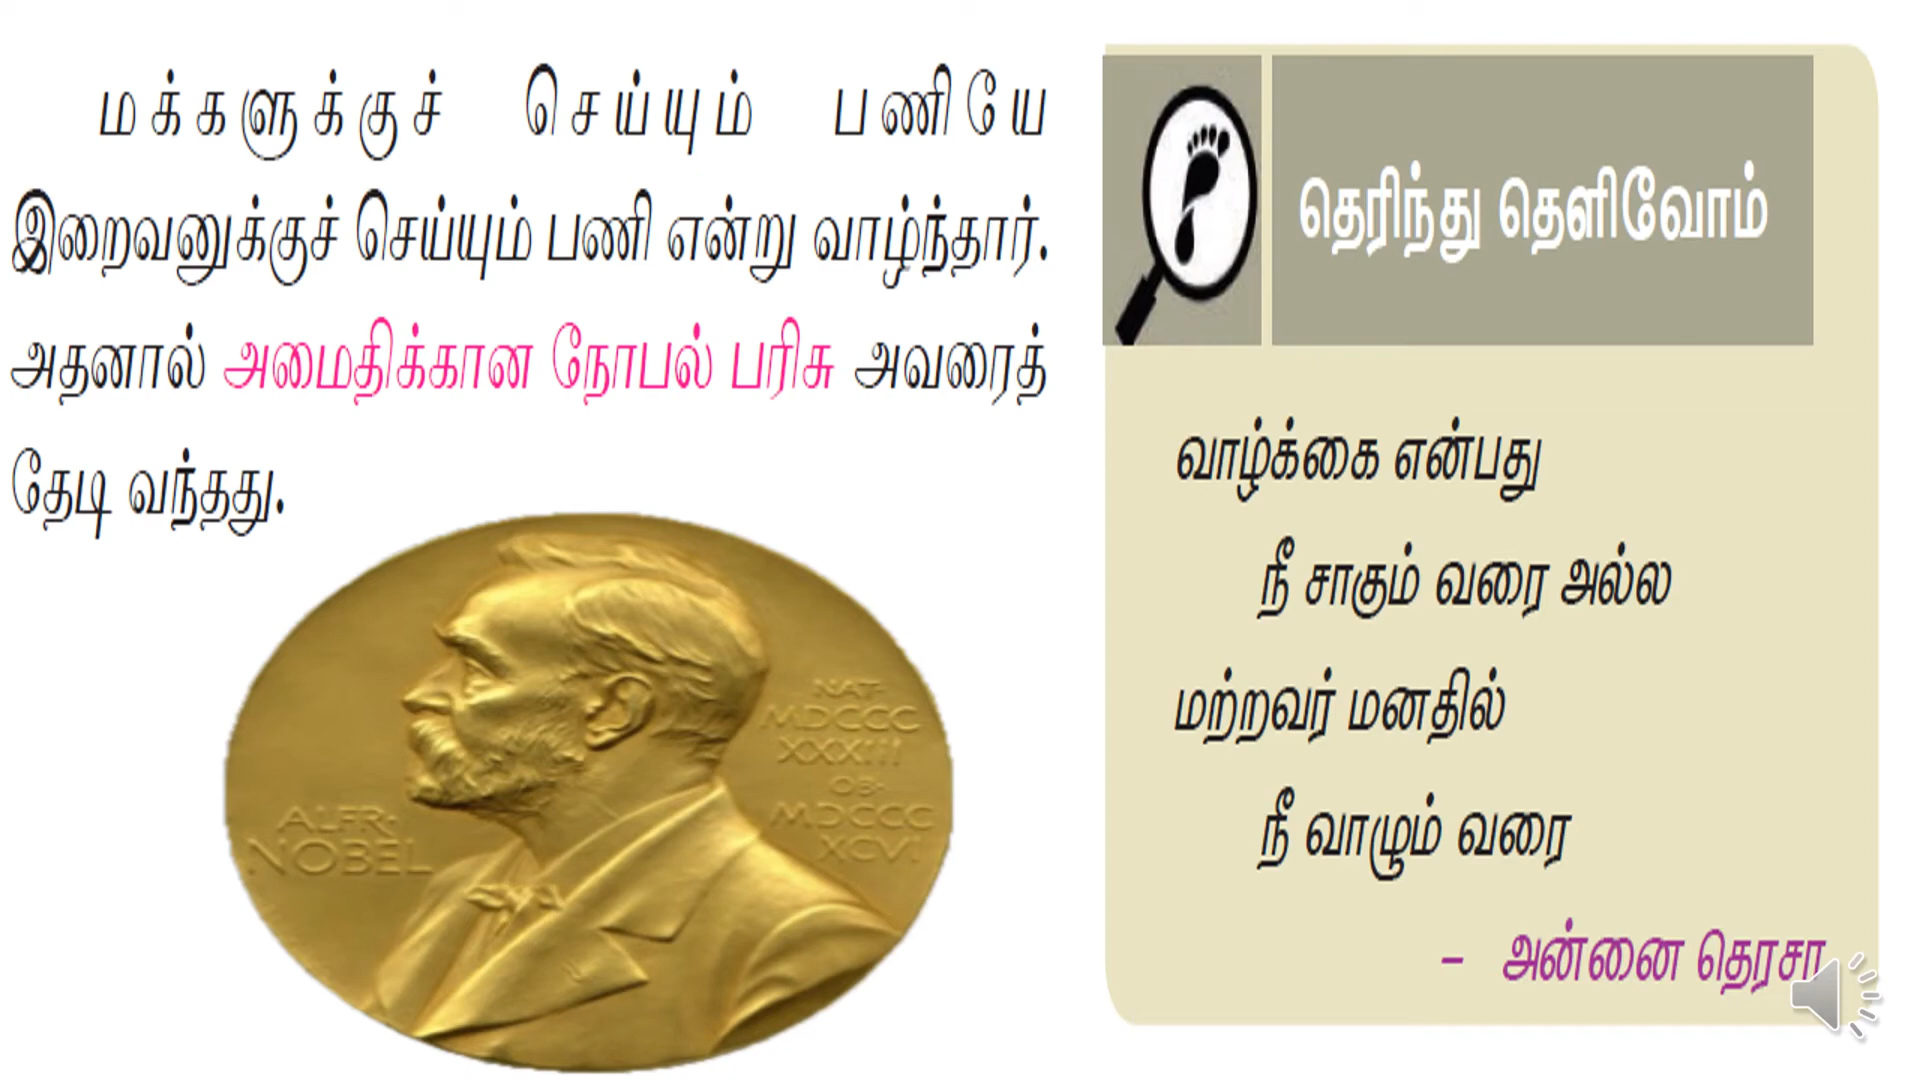 மக்களுக்குச் செய்யும் பணியே
இறைவனுக்குச் செய்யும் பணி என்று வாழ்ந்தார்.
அதனால் அமைதிக்கான நோபல் பரிசு அவரைத்
தேடி வந்தது.
ALFR·
NOBEL
NAT·
MDCCC
XXXIII
OB·
MDCCC
XCVI
தெரிந்து தெளிவோம்
வாழ்க்கை என்பது
நீ சாகும் வரை அல்ல
மற்றவர் மனதில்
நீ வாழும் வரை
– அன்னை தெரசா